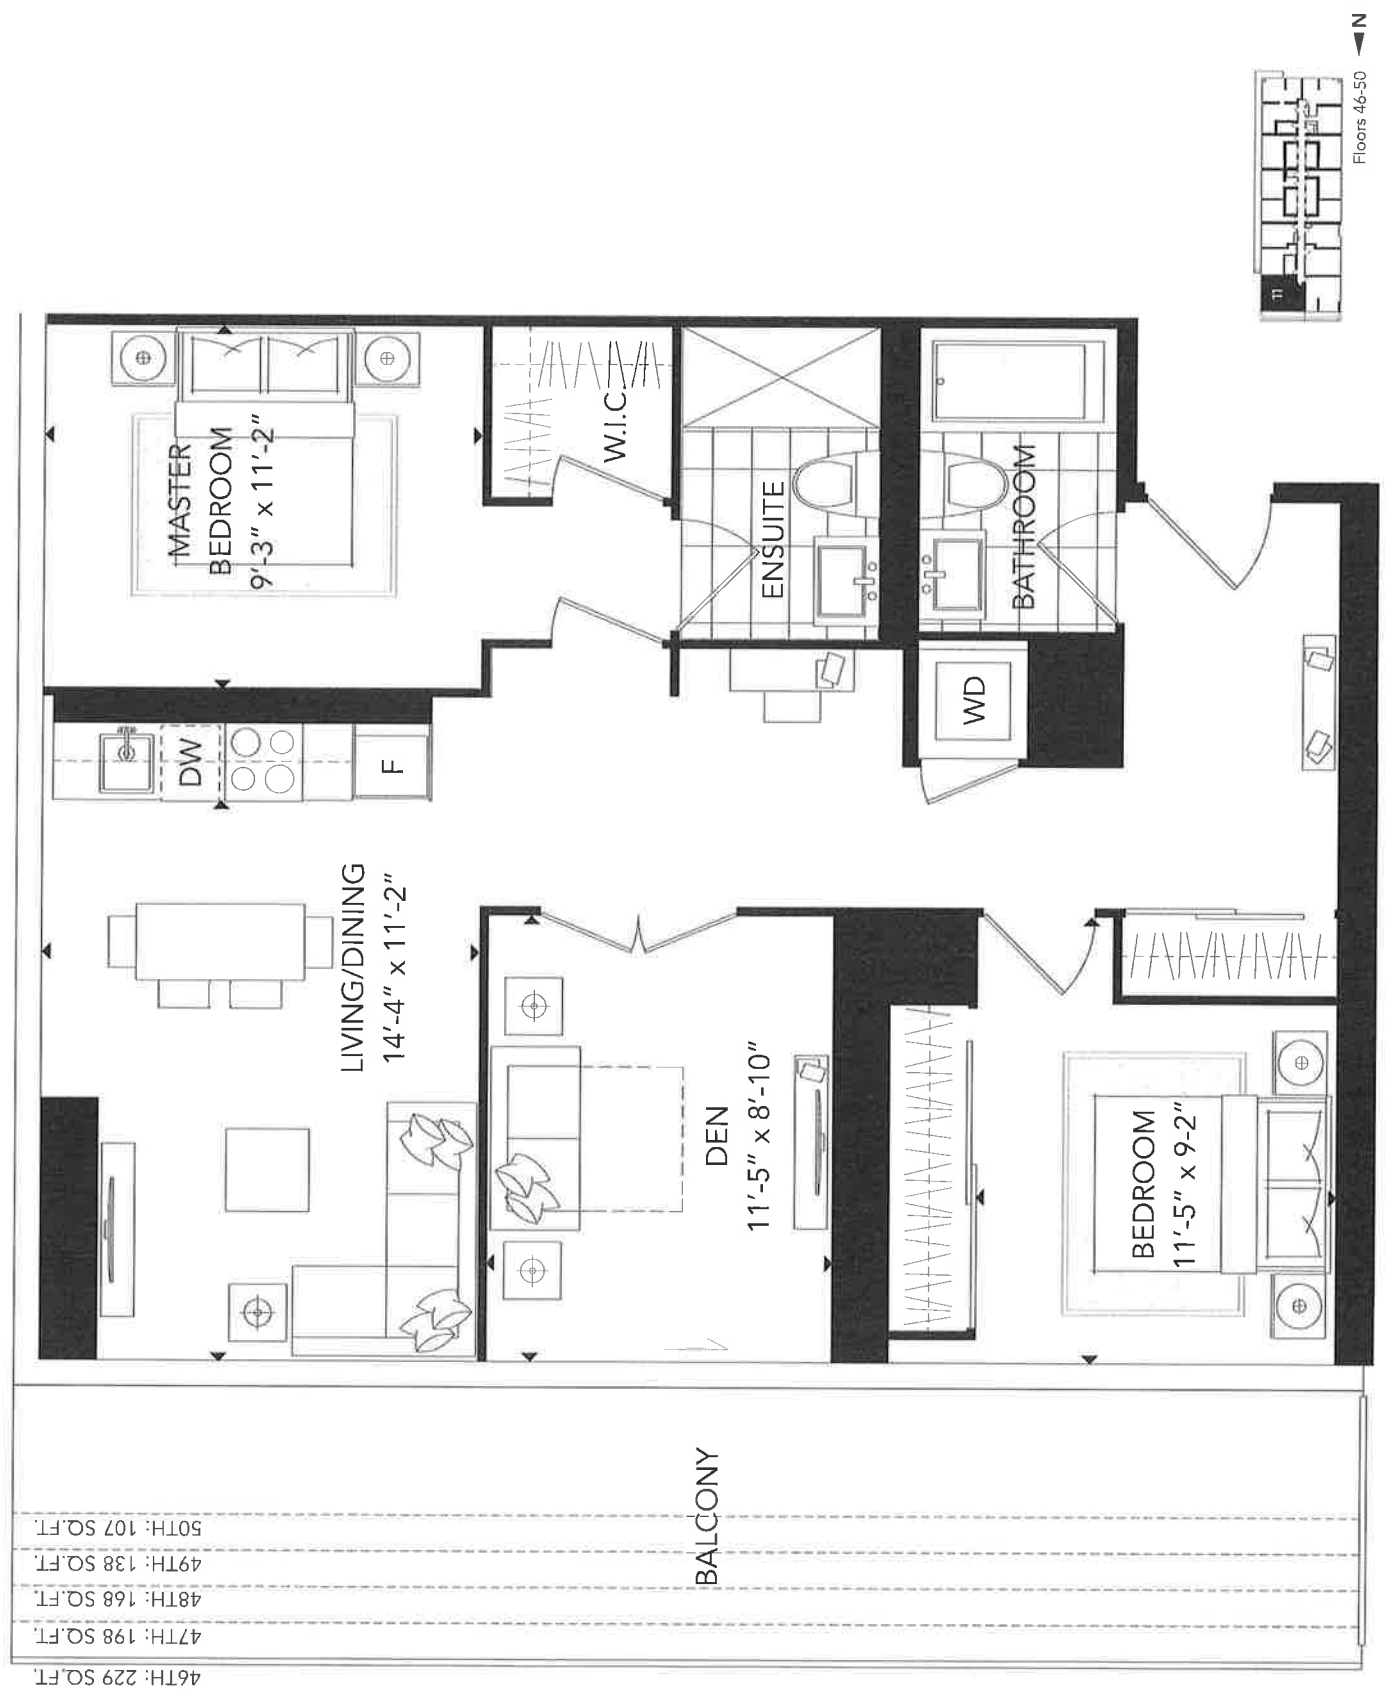 N
Floors 46-50
11
MASTER
BEDROOM
9'-3" x 11'-2"
W.I.C.
ENSUITE
BATHROOM
WD
DW
F
LIVING/DINING
14'-4" x 11'-2"
DEN
11'-5" x 8'-10"
BEDROOM
11'-5" x 9-2"
BALCONY
50TH: 107 SQ.FT.
49TH: 138 SQ.FT.
48TH: 168 SQ.FT.
47TH: 198 SQ.FT.
46TH: 229 SQ.FT.